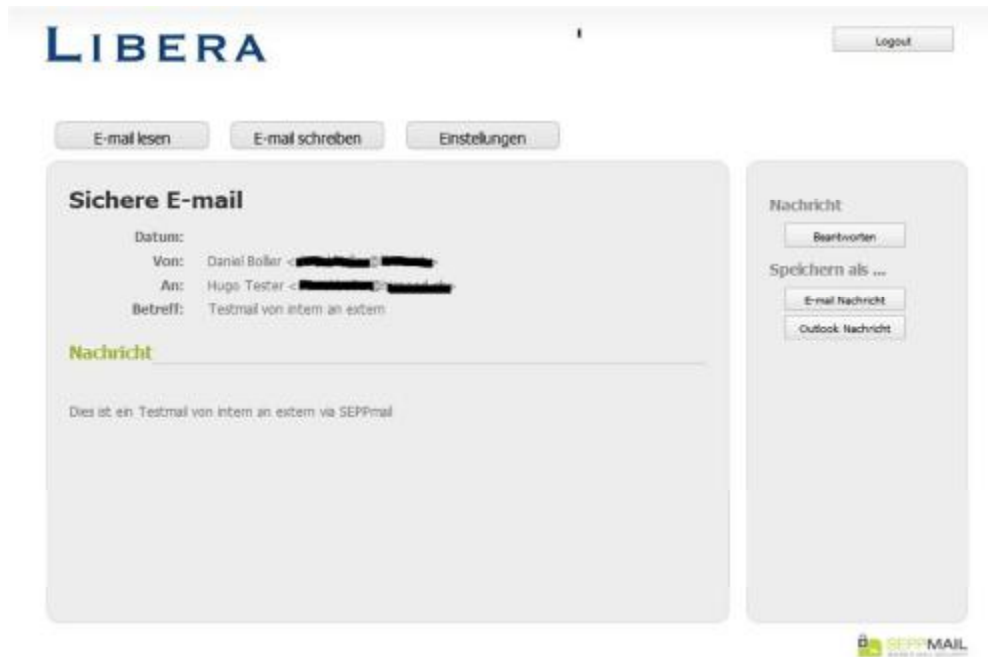 LIBERA
Logout
E-mail lesen
E-mail schreiben
Einstellungen
Sichere E-mail
Datum:
Von: Daniel Boller <
An: Hugo Tester <
Betreff: Testmail von intern an extern
Nachricht
Dies ist ein Testmail von intern an extern via SEPPmail
Nachricht
Beantworten
Speichern als ...
E-mail Nachricht
Outlook Nachricht
SEPPMAIL